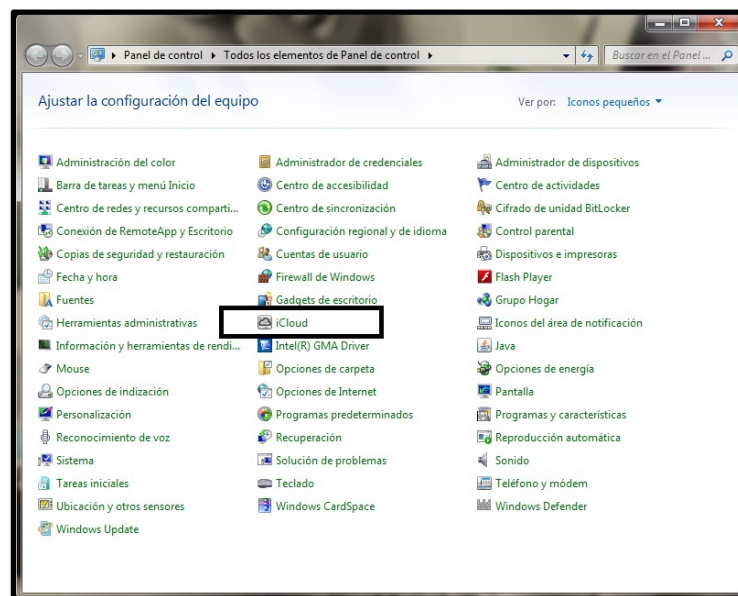 Panel de control Todos los elementos de Panel de control Buscar en el Panel ...
Ajustar la configuración del equipo Ver por: Iconos pequeños
Administración del color Administrador de credenciales Administrador de dispositivos
Barra de tareas y menú Inicio Centro de accesibilidad Centro de actividades
Centro de redes y recursos comparti... Centro de sincronización Cifrado de unidad BitLocker
Conexión de RemoteApp y Escritorio Configuración regional y de idioma Control parental
Copias de seguridad y restauración Cuentas de usuario Dispositivos e impresoras
Fecha y hora Firewall de Windows Flash Player
Fuentes Gadgets de escritorio Grupo Hogar
Herramientas administrativas iCloud Iconos del área de notificación
Información y herramientas de rendi... Intel(R) GMA Driver Java
Mouse Opciones de carpeta Opciones de energía
Opciones de indización Opciones de Internet Pantalla
Personalización Programas predeterminados Programas y características
Reconocimiento de voz Recuperación Reproducción automática
Sistema Solución de problemas Sonido
Tareas iniciales Teclado Teléfono y módem
Ubicación y otros sensores Windows CardSpace Windows Defender
Windows Update